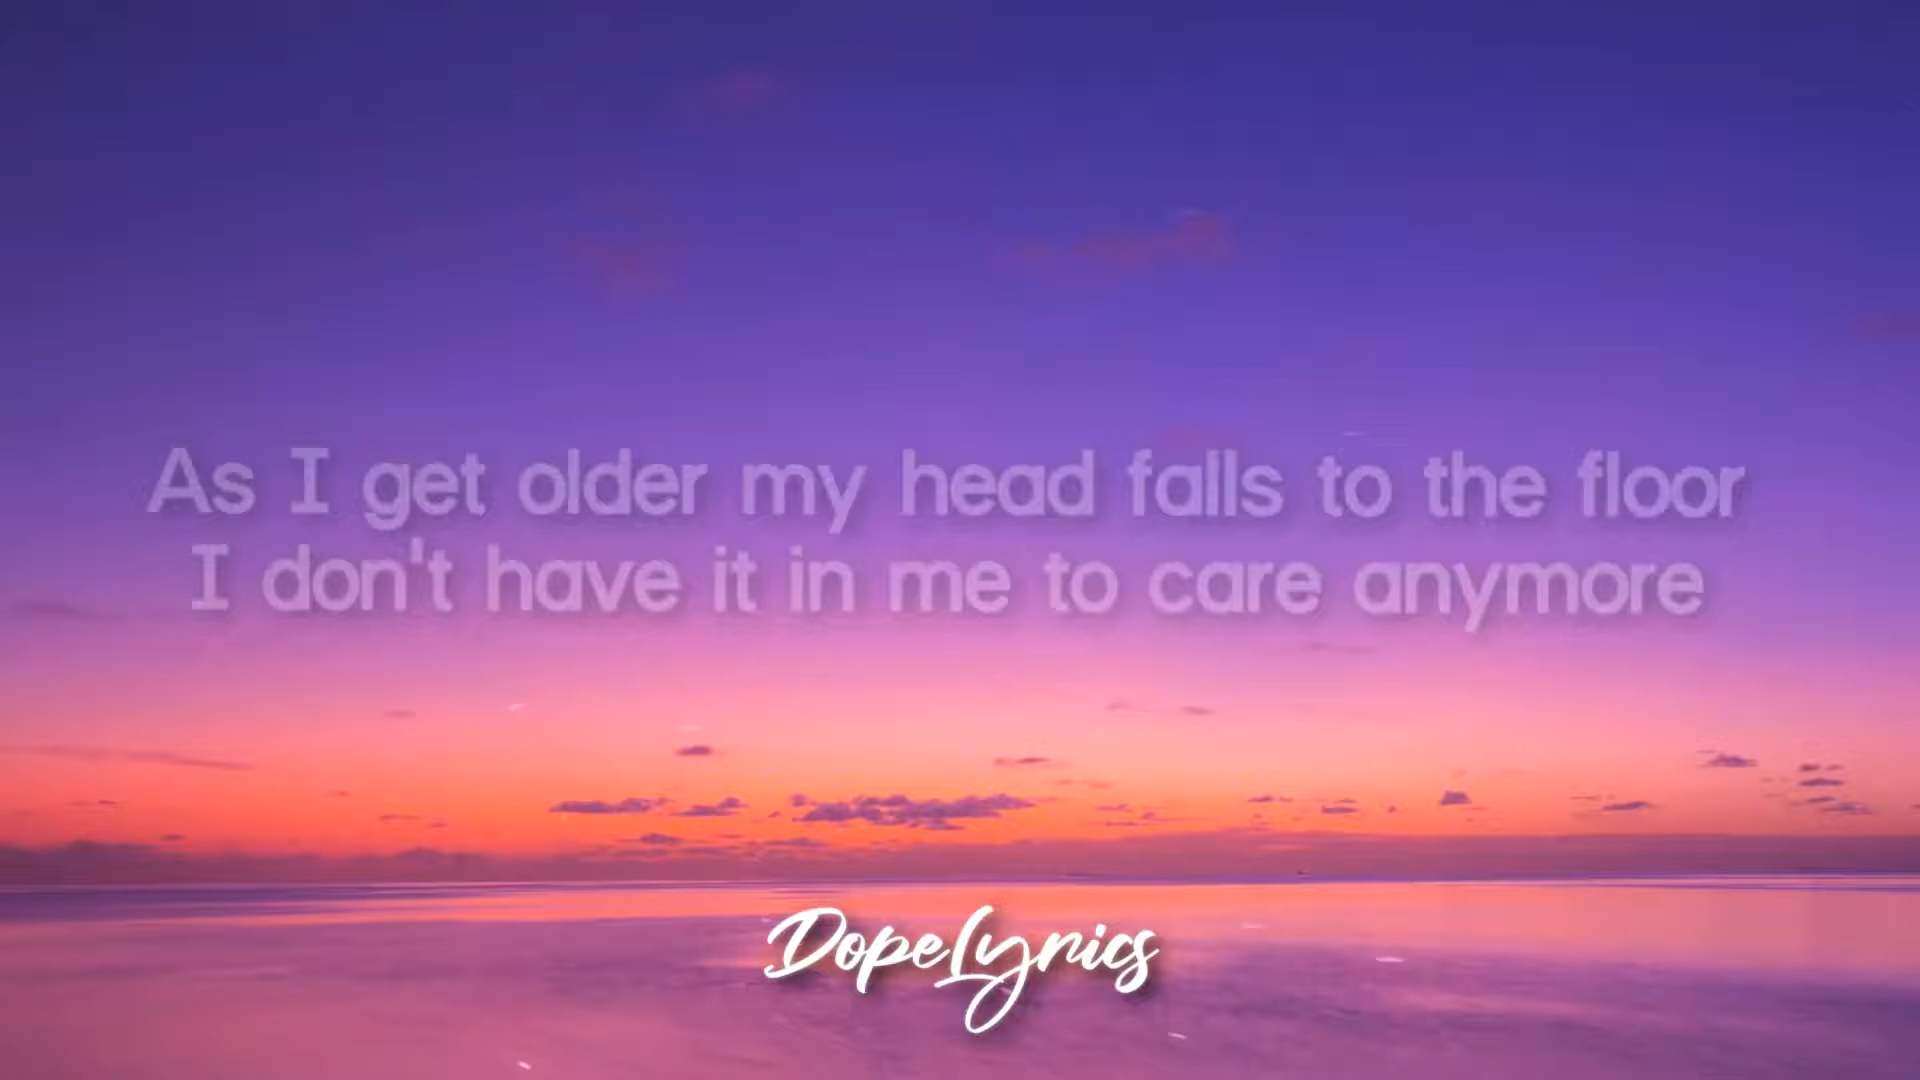 As I get older my head falls to the floor
I don't have it in me to care anymore
DopeLyrics